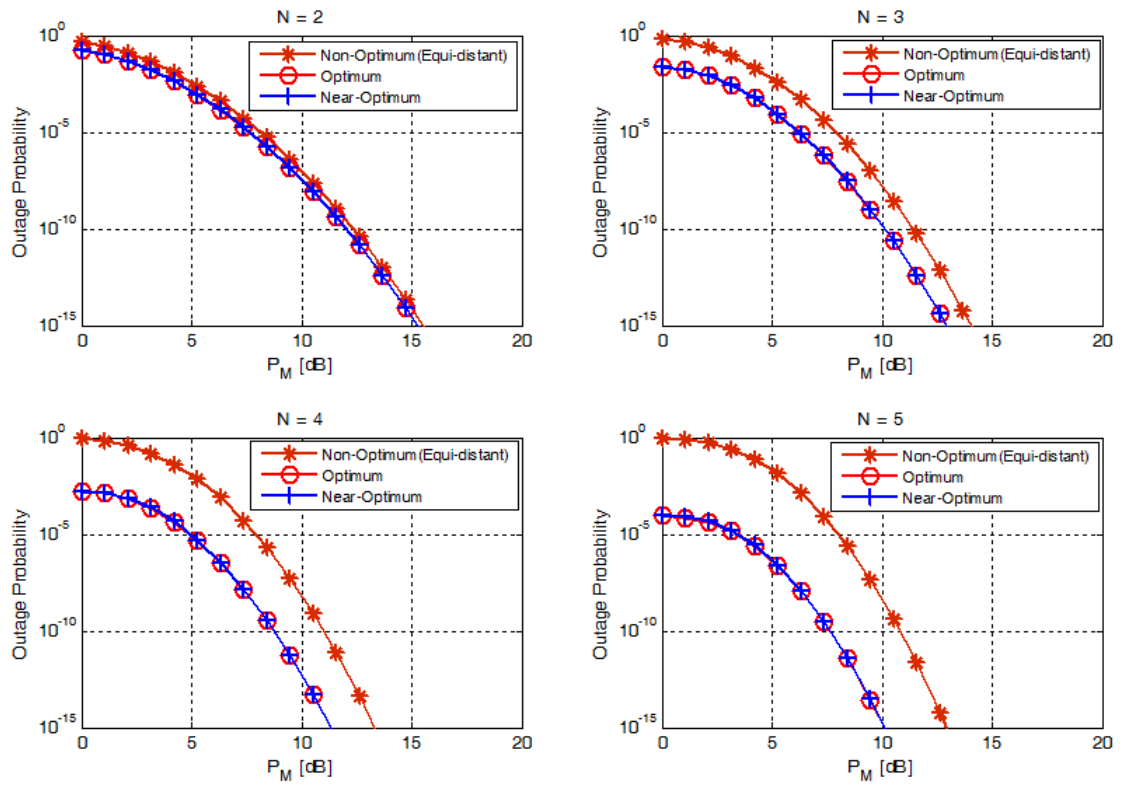 N = 2
10^0
10^-5
10^-10
10^-15
Outage Probability
Non-Optimum(Equi-distant)
Optimum
Near-Optimum
0 5 10 15 20
P_M [dB]
N = 3
10^0
10^-5
10^-10
10^-15
Outage Probability
Non-Optimum(Equi-distant)
Optimum
Near-Optimum
0 5 10 15 20
P_M [dB]
N = 4
10^0
10^-5
10^-10
10^-15
Outage Probability
Non-Optimum(Equi-distant)
Optimum
Near-Optimum
0 5 10 15 20
P_M [dB]
N = 5
10^0
10^-5
10^-10
10^-15
Outage Probability
Non-Optimum(Equi-distant)
Optimum
Near-Optimum
0 5 10 15 20
P_M [dB]